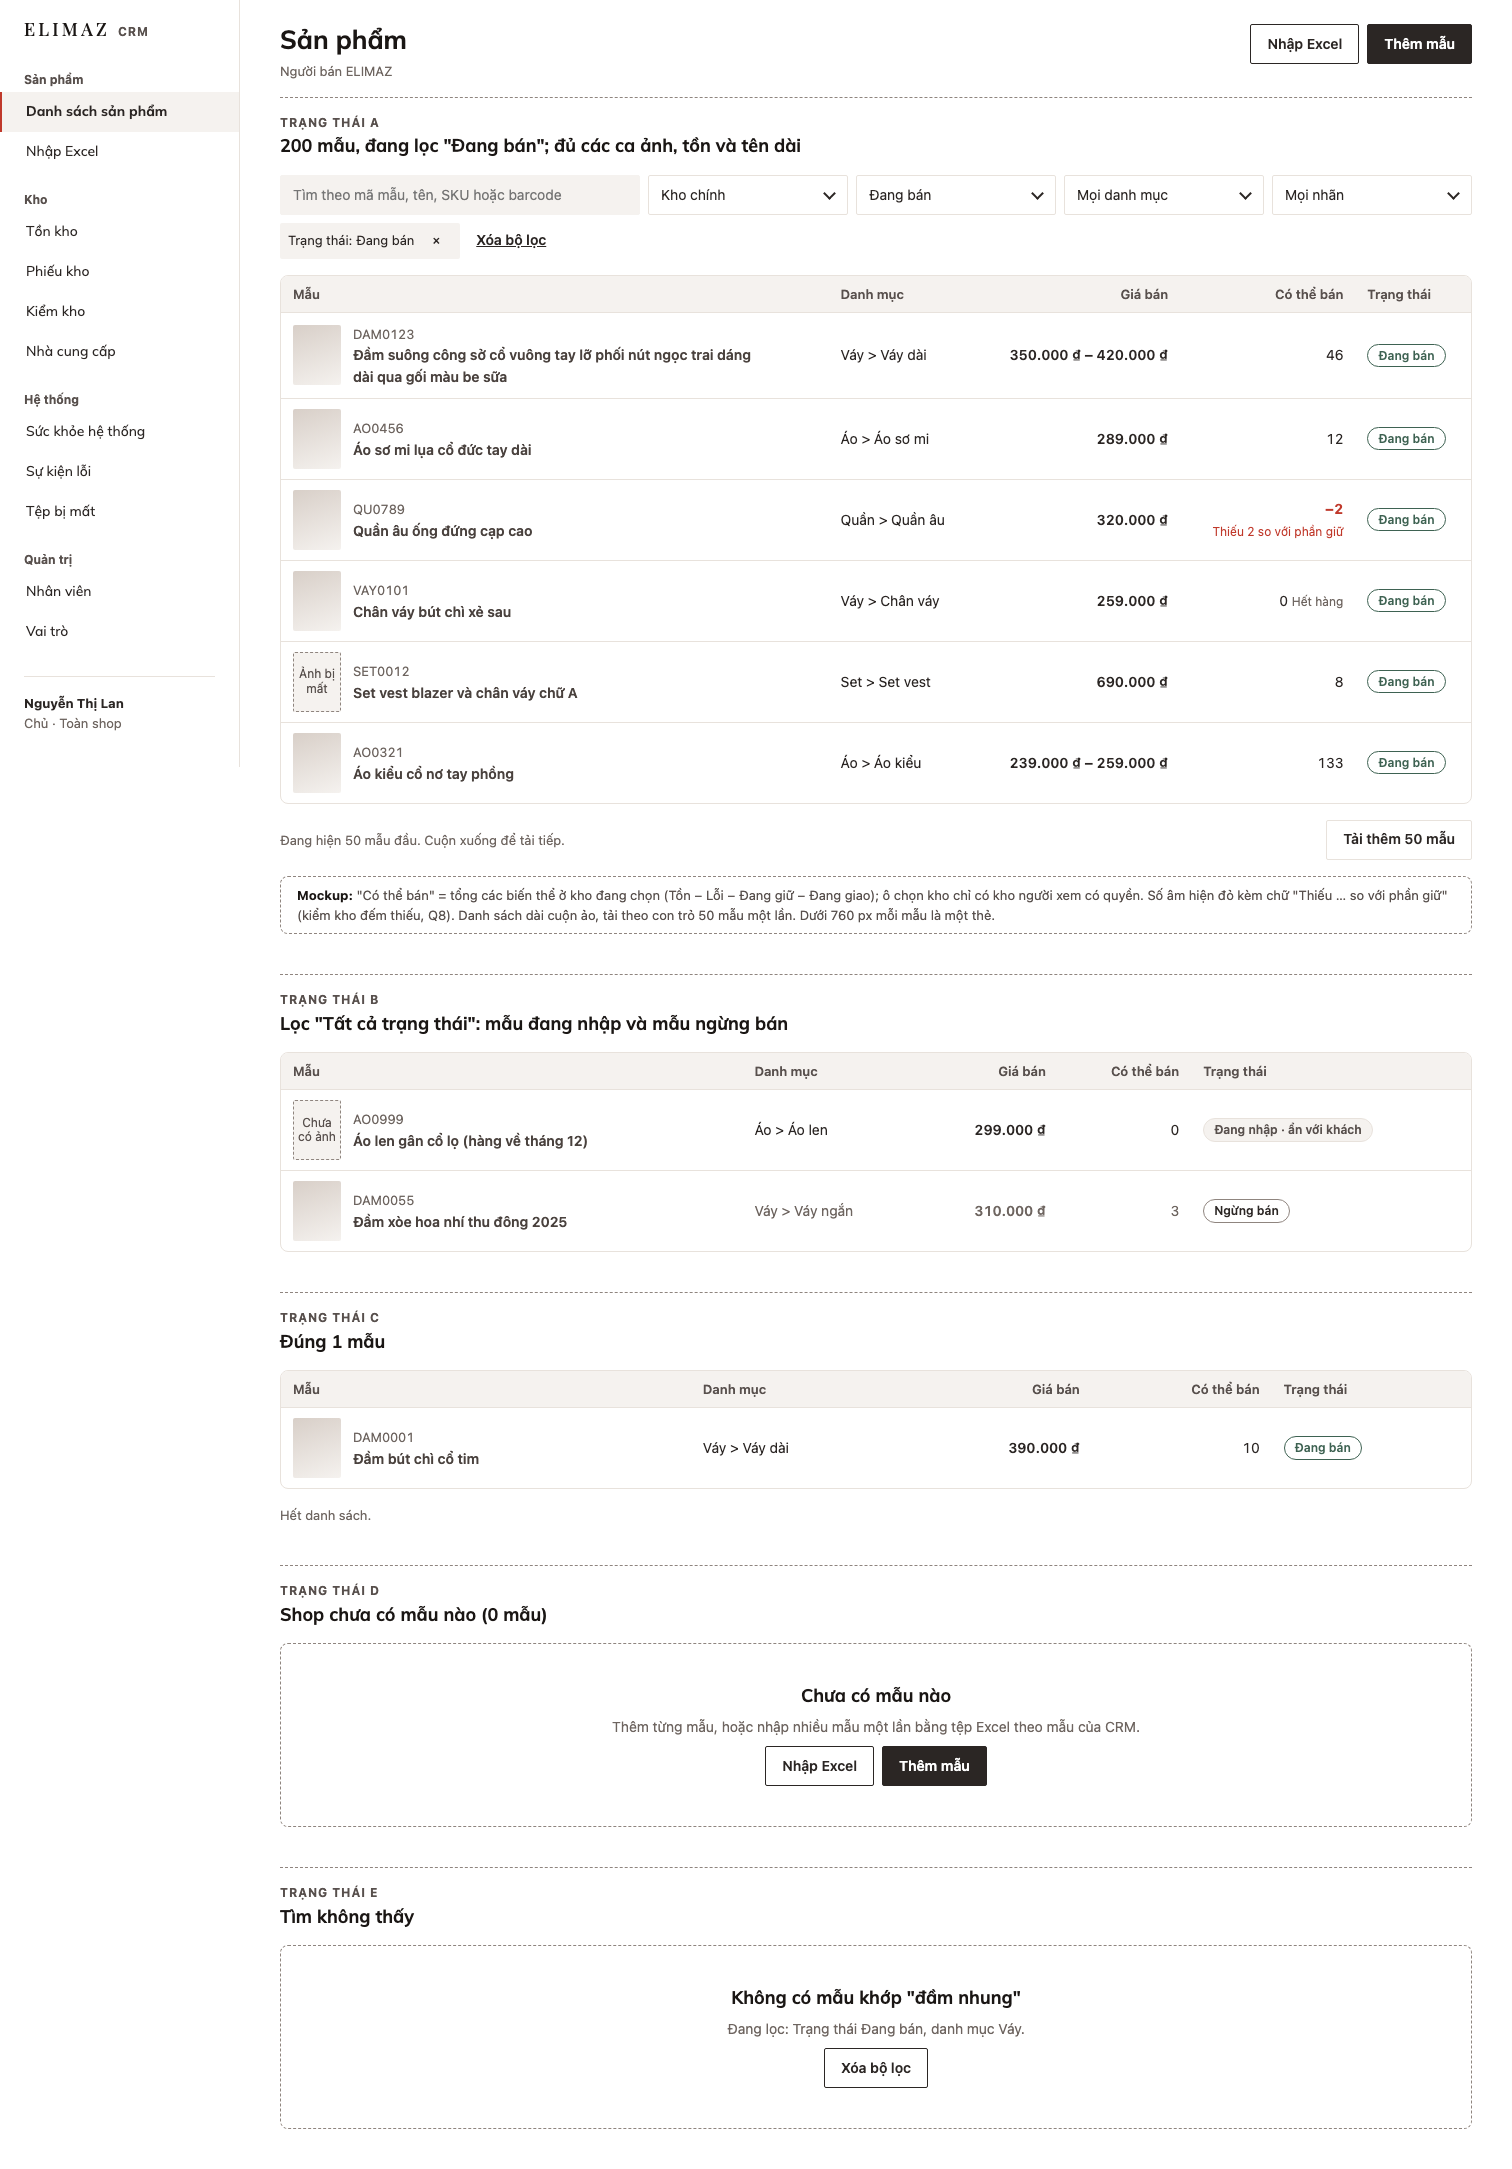 ELIMAZ CRM
Sản phẩm
Danh sách sản phẩm
Nhập Excel
Kho
Tồn kho
Phiếu kho
Kiểm kho
Nhà cung cấp
Hệ thống
Sức khỏe hệ thống
Sự kiện lỗi
Tệp bị mất
Quản trị
Nhân viên
Vai trò
Nguyễn Thị Lan
Chủ · Toàn shop
Sản phẩm
Người bán ELIMAZ
Nhập Excel
Thêm mẫu
TRẠNG THÁI A
200 mẫu, đang lọc "Đang bán"; đủ các ca ảnh, tồn và tên dài
Tìm theo mã mẫu, tên, SKU hoặc barcode
Kho chính
Đang bán
Mọi danh mục
Mọi nhãn
Trạng thái: Đang bán ×
Xóa bộ lọc
Mẫu Danh mục Giá bán Có thể bán Trạng thái
DAM0123
Đầm suông công sở cổ vuông tay lỡ phối nút ngọc trai dáng
dài qua gối màu be sữa
Váy > Váy dài 350.000 ₫ – 420.000 ₫ 46 Đang bán
AO0456
Áo sơ mi lụa cổ đức tay dài
Áo > Áo sơ mi 289.000 ₫ 12 Đang bán
QU0789
Quần âu ống đứng cạp cao
Quần > Quần âu 320.000 ₫ −2
Thiếu 2 so với phần giữ
Đang bán
VAY0101
Chân váy bút chì xẻ sau
Váy > Chân váy 259.000 ₫ 0 Hết hàng Đang bán
Ảnh bị
mất
SET0012
Set vest blazer và chân váy chữ A
Set > Set vest 690.000 ₫ 8 Đang bán
AO0321
Áo kiểu cổ nơ tay phồng
Áo > Áo kiểu 239.000 ₫ – 259.000 ₫ 133 Đang bán
Đang hiện 50 mẫu đầu. Cuộn xuống để tải tiếp.
Tải thêm 50 mẫu
Mockup: "Có thể bán" = tổng các biến thể ở kho đang chọn (Tồn − Lỗi − Đang giữ − Đang giao); ô chọn kho chỉ có kho người xem có quyền. Số âm hiện đỏ kèm chữ "Thiếu … so với phần giữ"
(kiểm kho đếm thiếu, Q8). Danh sách dài cuộn ảo, tải theo con trỏ 50 mẫu một lần. Dưới 760 px mỗi mẫu là một thẻ.
TRẠNG THÁI B
Lọc "Tất cả trạng thái": mẫu đang nhập và mẫu ngừng bán
Mẫu Danh mục Giá bán Có thể bán Trạng thái
Chưa
có ảnh
AO0999
Áo len gân cổ lọ (hàng về tháng 12)
Áo > Áo len 299.000 ₫ 0 Đang nhập · ẩn với khách
DAM0055
Đầm xòe hoa nhí thu đông 2025
Váy > Váy ngắn 310.000 ₫ 3 Ngừng bán
TRẠNG THÁI C
Đúng 1 mẫu
Mẫu Danh mục Giá bán Có thể bán Trạng thái
DAM0001
Đầm bút chì cổ tim
Váy > Váy dài 390.000 ₫ 10 Đang bán
Hết danh sách.
TRẠNG THÁI D
Shop chưa có mẫu nào (0 mẫu)
Chưa có mẫu nào
Thêm từng mẫu, hoặc nhập nhiều mẫu một lần bằng tệp Excel theo mẫu của CRM.
Nhập Excel
Thêm mẫu
TRẠNG THÁI E
Tìm không thấy
Không có mẫu khớp "đầm nhung"
Đang lọc: Trạng thái Đang bán, danh mục Váy.
Xóa bộ lọc